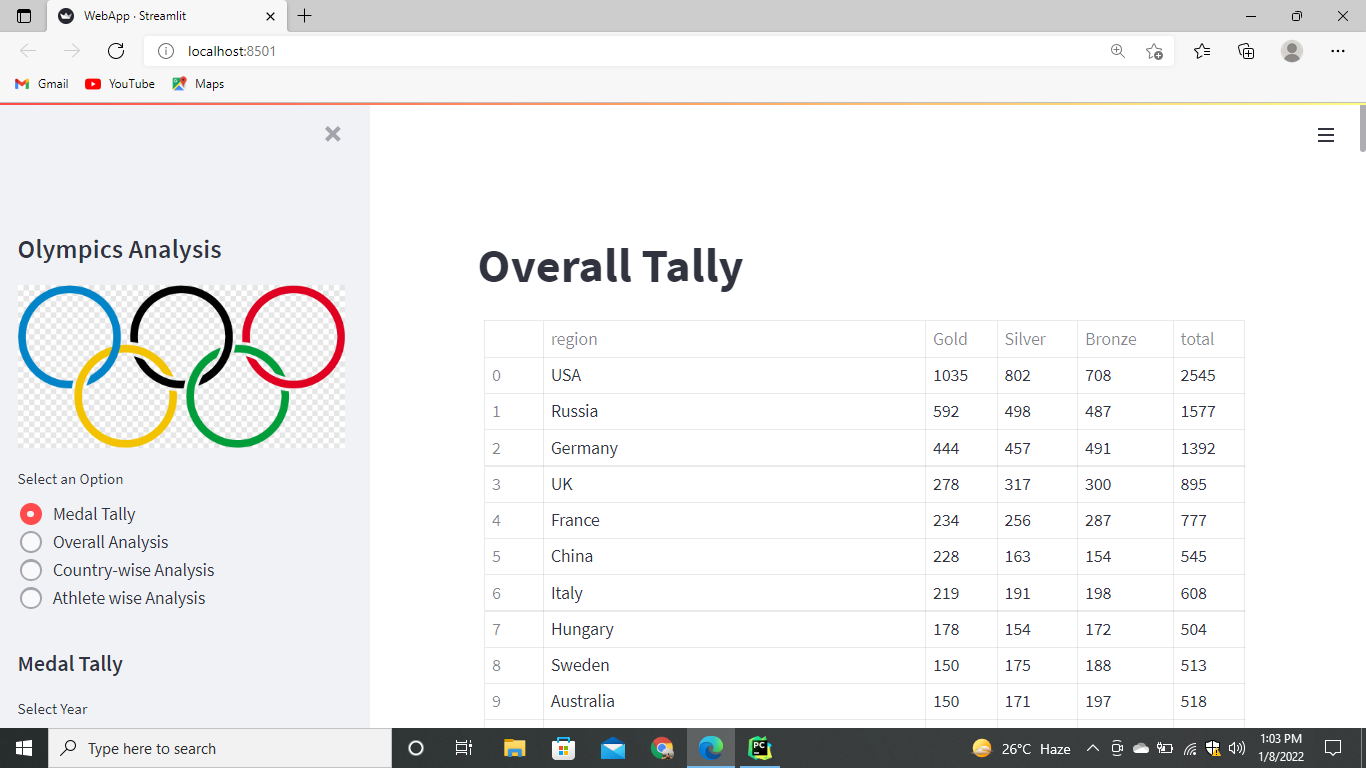 WebApp · Streamlit
localhost:8501
Gmail YouTube Maps
Olympics Analysis
Select an Option
Medal Tally
Overall Analysis
Country-wise Analysis
Athlete wise Analysis
Medal Tally
Select Year
Overall Tally
region Gold Silver Bronze total
0 USA 1035 802 708 2545
1 Russia 592 498 487 1577
2 Germany 444 457 491 1392
3 UK 278 317 300 895
4 France 234 256 287 777
5 China 228 163 154 545
6 Italy 219 191 198 608
7 Hungary 178 154 172 504
8 Sweden 150 175 188 513
9 Australia 150 171 197 518
Type here to search
PC
26°C Haze
1:03 PM
1/8/2022